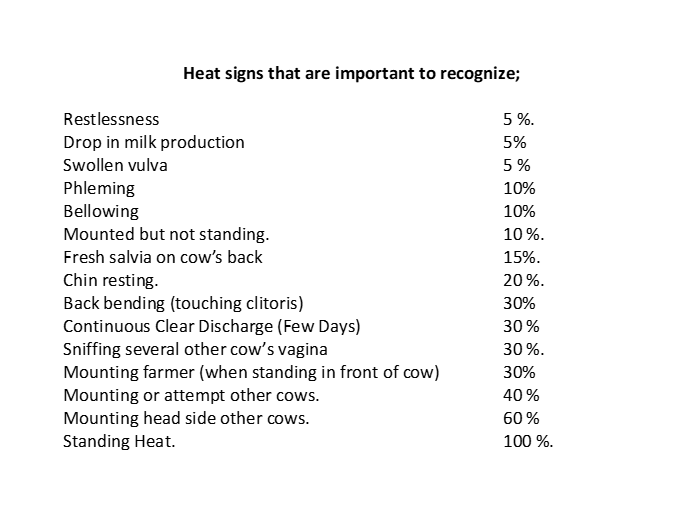 Heat signs that are important to recognize;
Restlessness 5 %.
Drop in milk production 5%
Swollen vulva 5 %
Phleming 10%
Bellowing 10%
Mounted but not standing. 10 %.
Fresh salvia on cow’s back 15%.
Chin resting. 20 %.
Back bending (touching clitoris) 30%
Continuous Clear Discharge (Few Days) 30 %
Sniffing several other cow’s vagina 30 %.
Mounting farmer (when standing in front of cow) 30%
Mounting or attempt other cows. 40 %
Mounting head side other cows. 60 %
Standing Heat. 100 %.